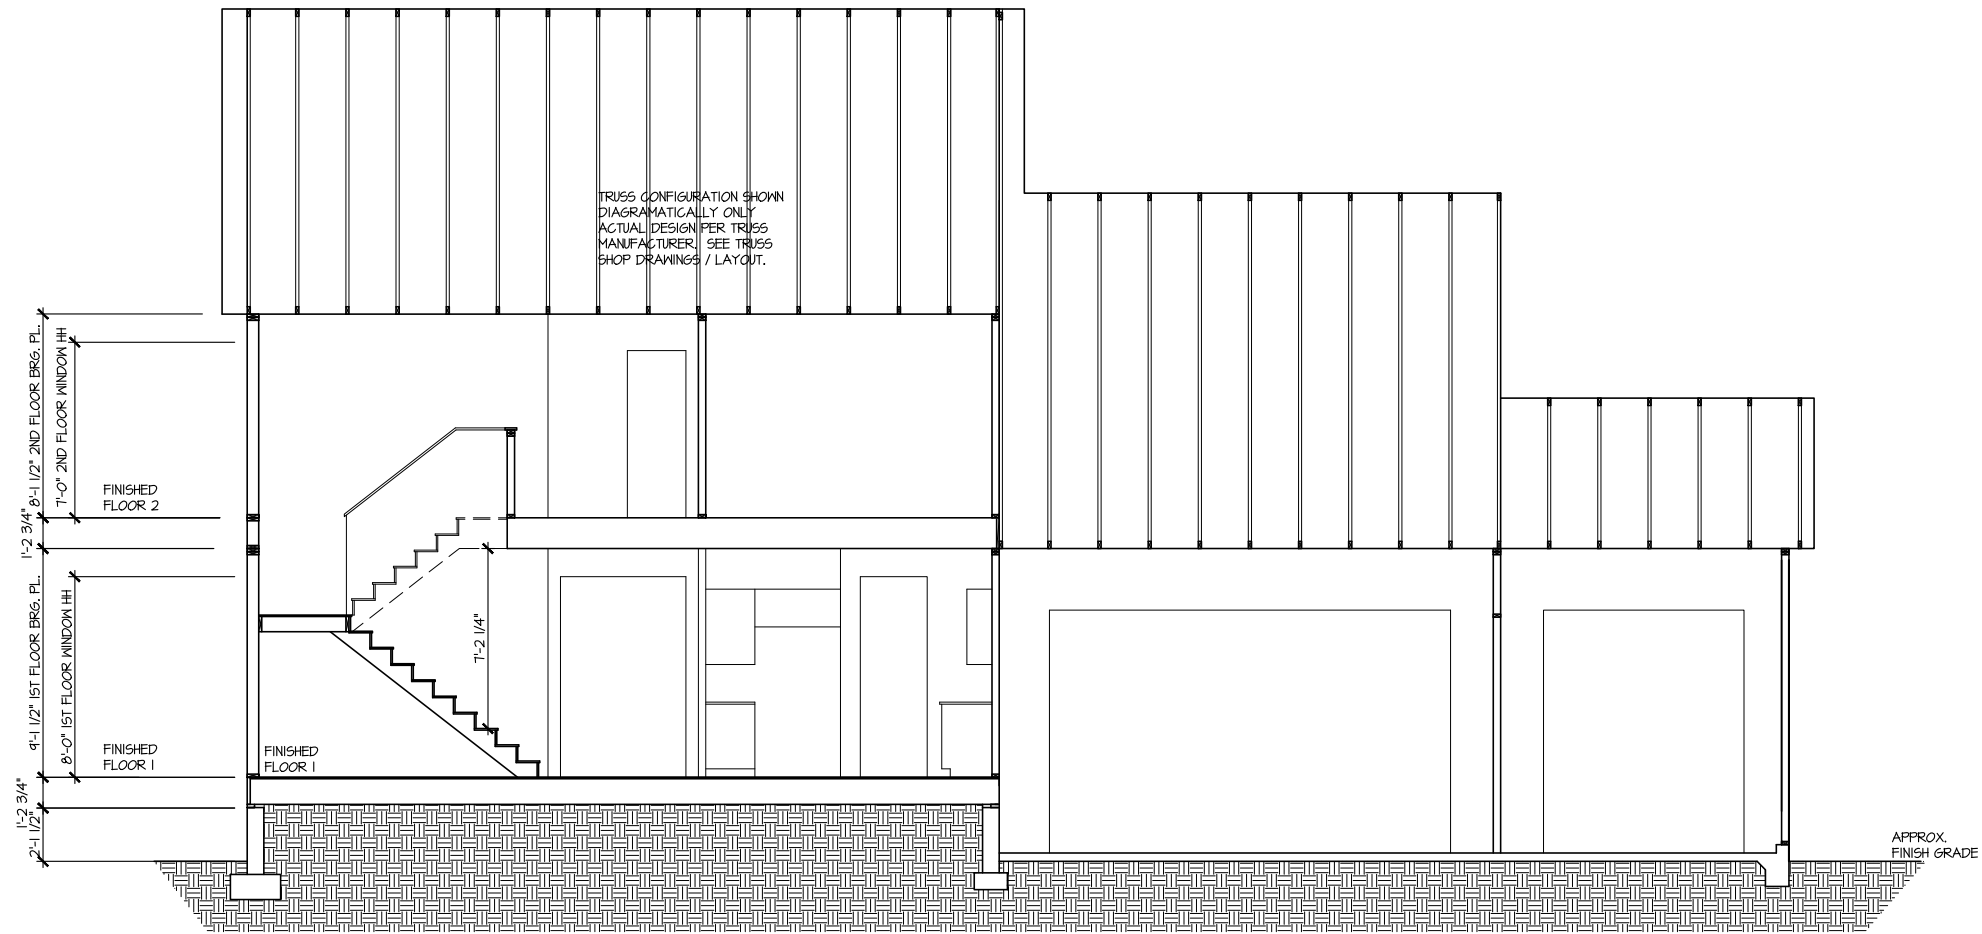 TRUSS CONFIGURATION SHOWN
DIAGRAMATICALLY ONLY
ACTUAL DESIGN PER TRUSS
MANUFACTURER.  SEE TRUSS
SHOP DRAWINGS / LAYOUT.
8'-1 1/2" 2ND FLOOR BRG. PL.
7'-0" 2ND FLOOR WINDOW HH
FINISHED
FLOOR 2
1'-2 3/4"
9'-1 1/2" 1ST FLOOR BRG. PL.
8'-0" 1ST FLOOR WINDOW HH
7'-2 1/4"
FINISHED
FLOOR 1
FINISHED
FLOOR 1
1'-2 3/4"
2'-1 1/2"
APPROX.
FINISH GRADE